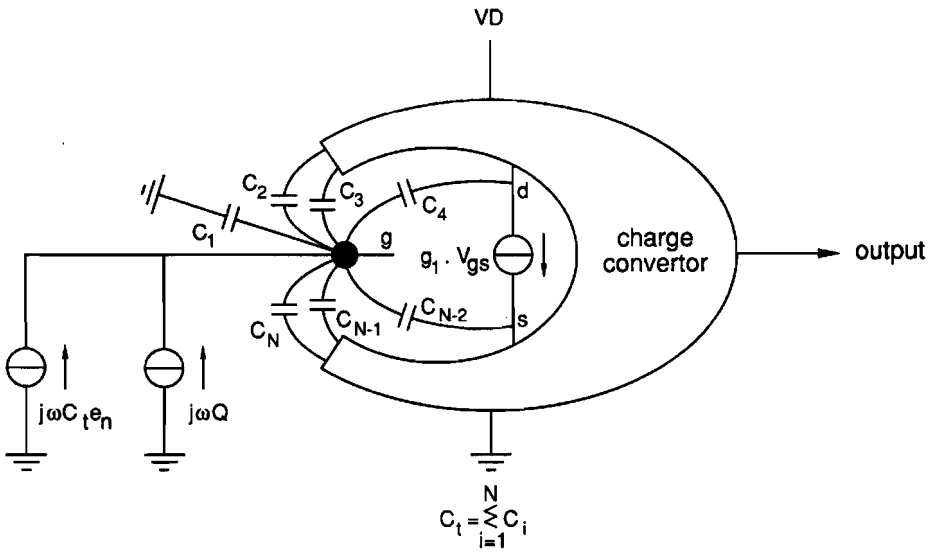 VD
C2
C3
C4
d
C1
g
g1 · Vgs
charge
convertor
output
CN
CN-1
CN-2
s
jωCten
jωQ
N
Ct = Σ Ci
i=1